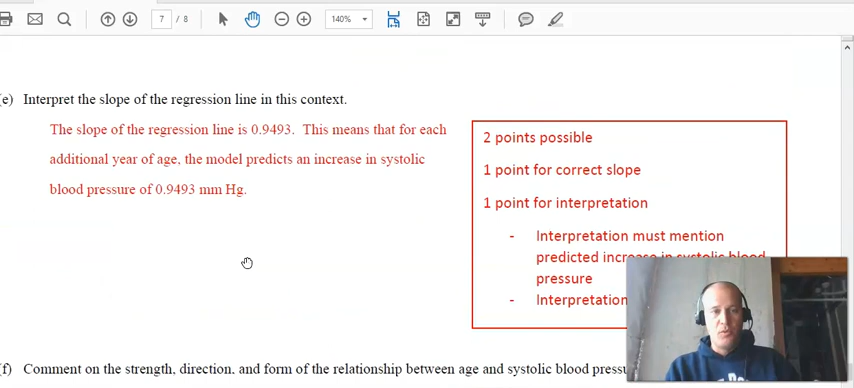 7 / 8
140%
(e) Interpret the slope of the regression line in this context.
The slope of the regression line is 0.9493. This means that for each
additional year of age, the model predicts an increase in systolic
blood pressure of 0.9493 mm Hg.
2 points possible
1 point for correct slope
1 point for interpretation
- Interpretation must mention
predicted increase in systolic blood
pressure
- Interpretation
(f) Comment on the strength, direction, and form of the relationship between age and systolic blood